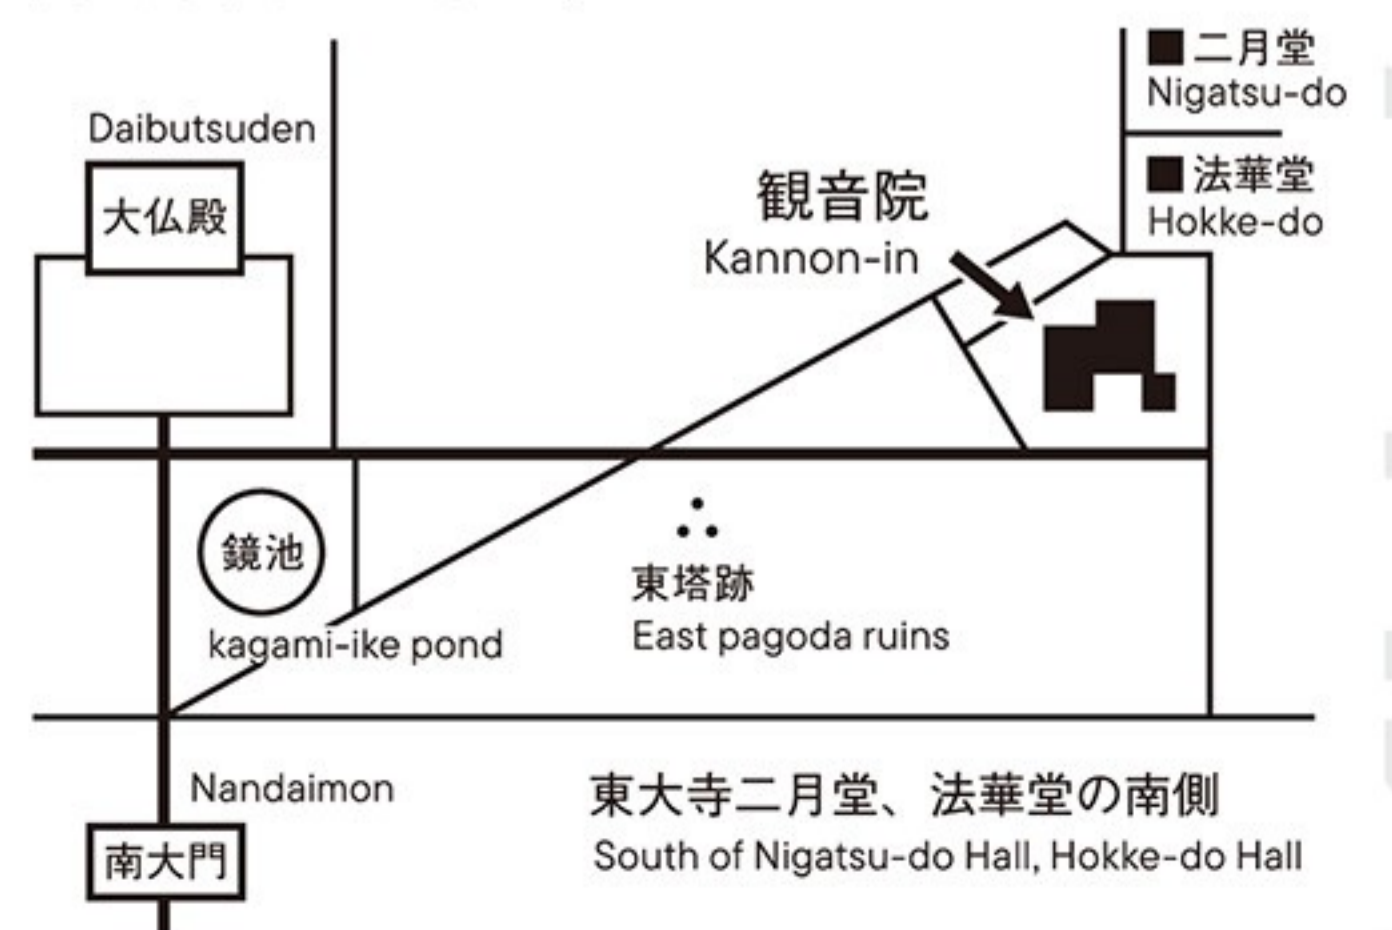 二月堂
Nigatsu-do
Daibutsuden
大仏殿
法華堂
Hokke-do
観音院
Kannon-in
鏡池
kagami-ike pond
東塔跡
East pagoda ruins
Nandaimon
南大門
東大寺二月堂、法華堂の南側
South of Nigatsu-do Hall, Hokke-do Hall